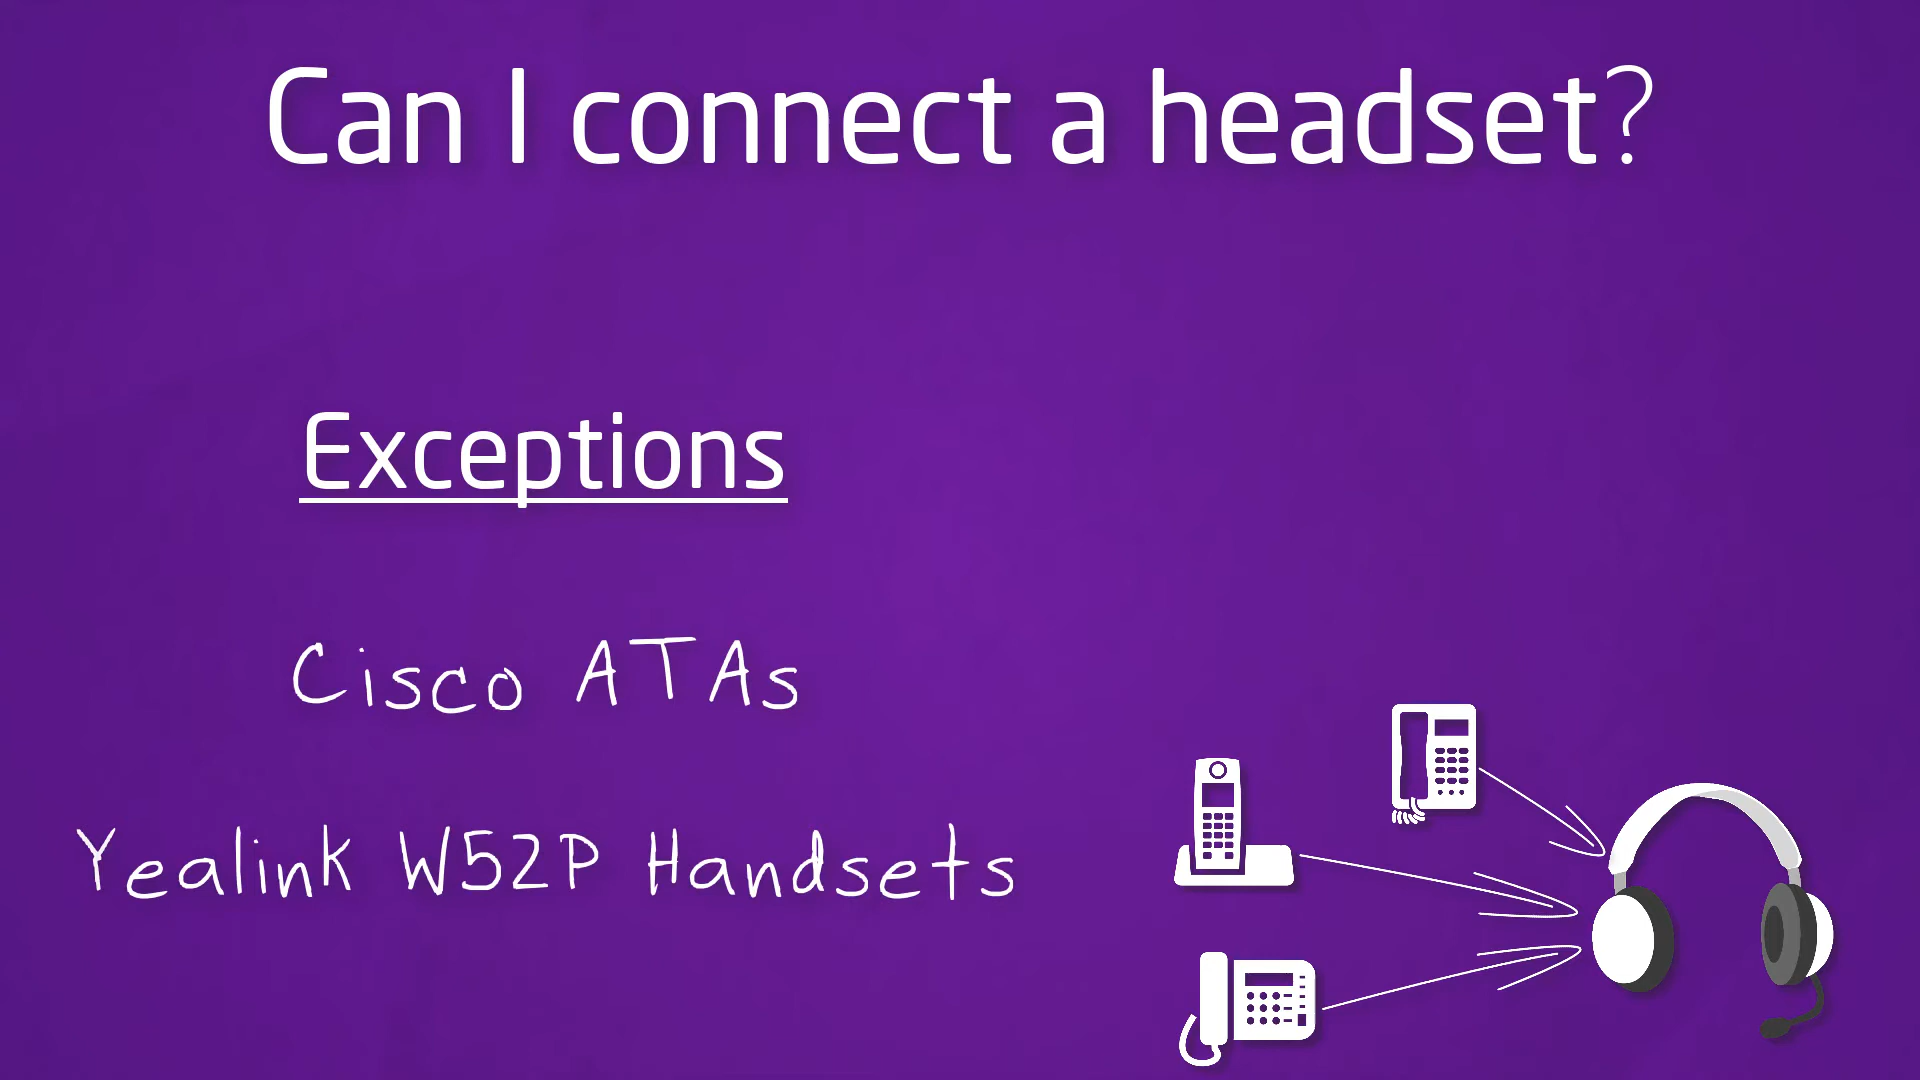 Can I connect a headset?
Exceptions
Cisco ATAs
Yealink W52P Handsets